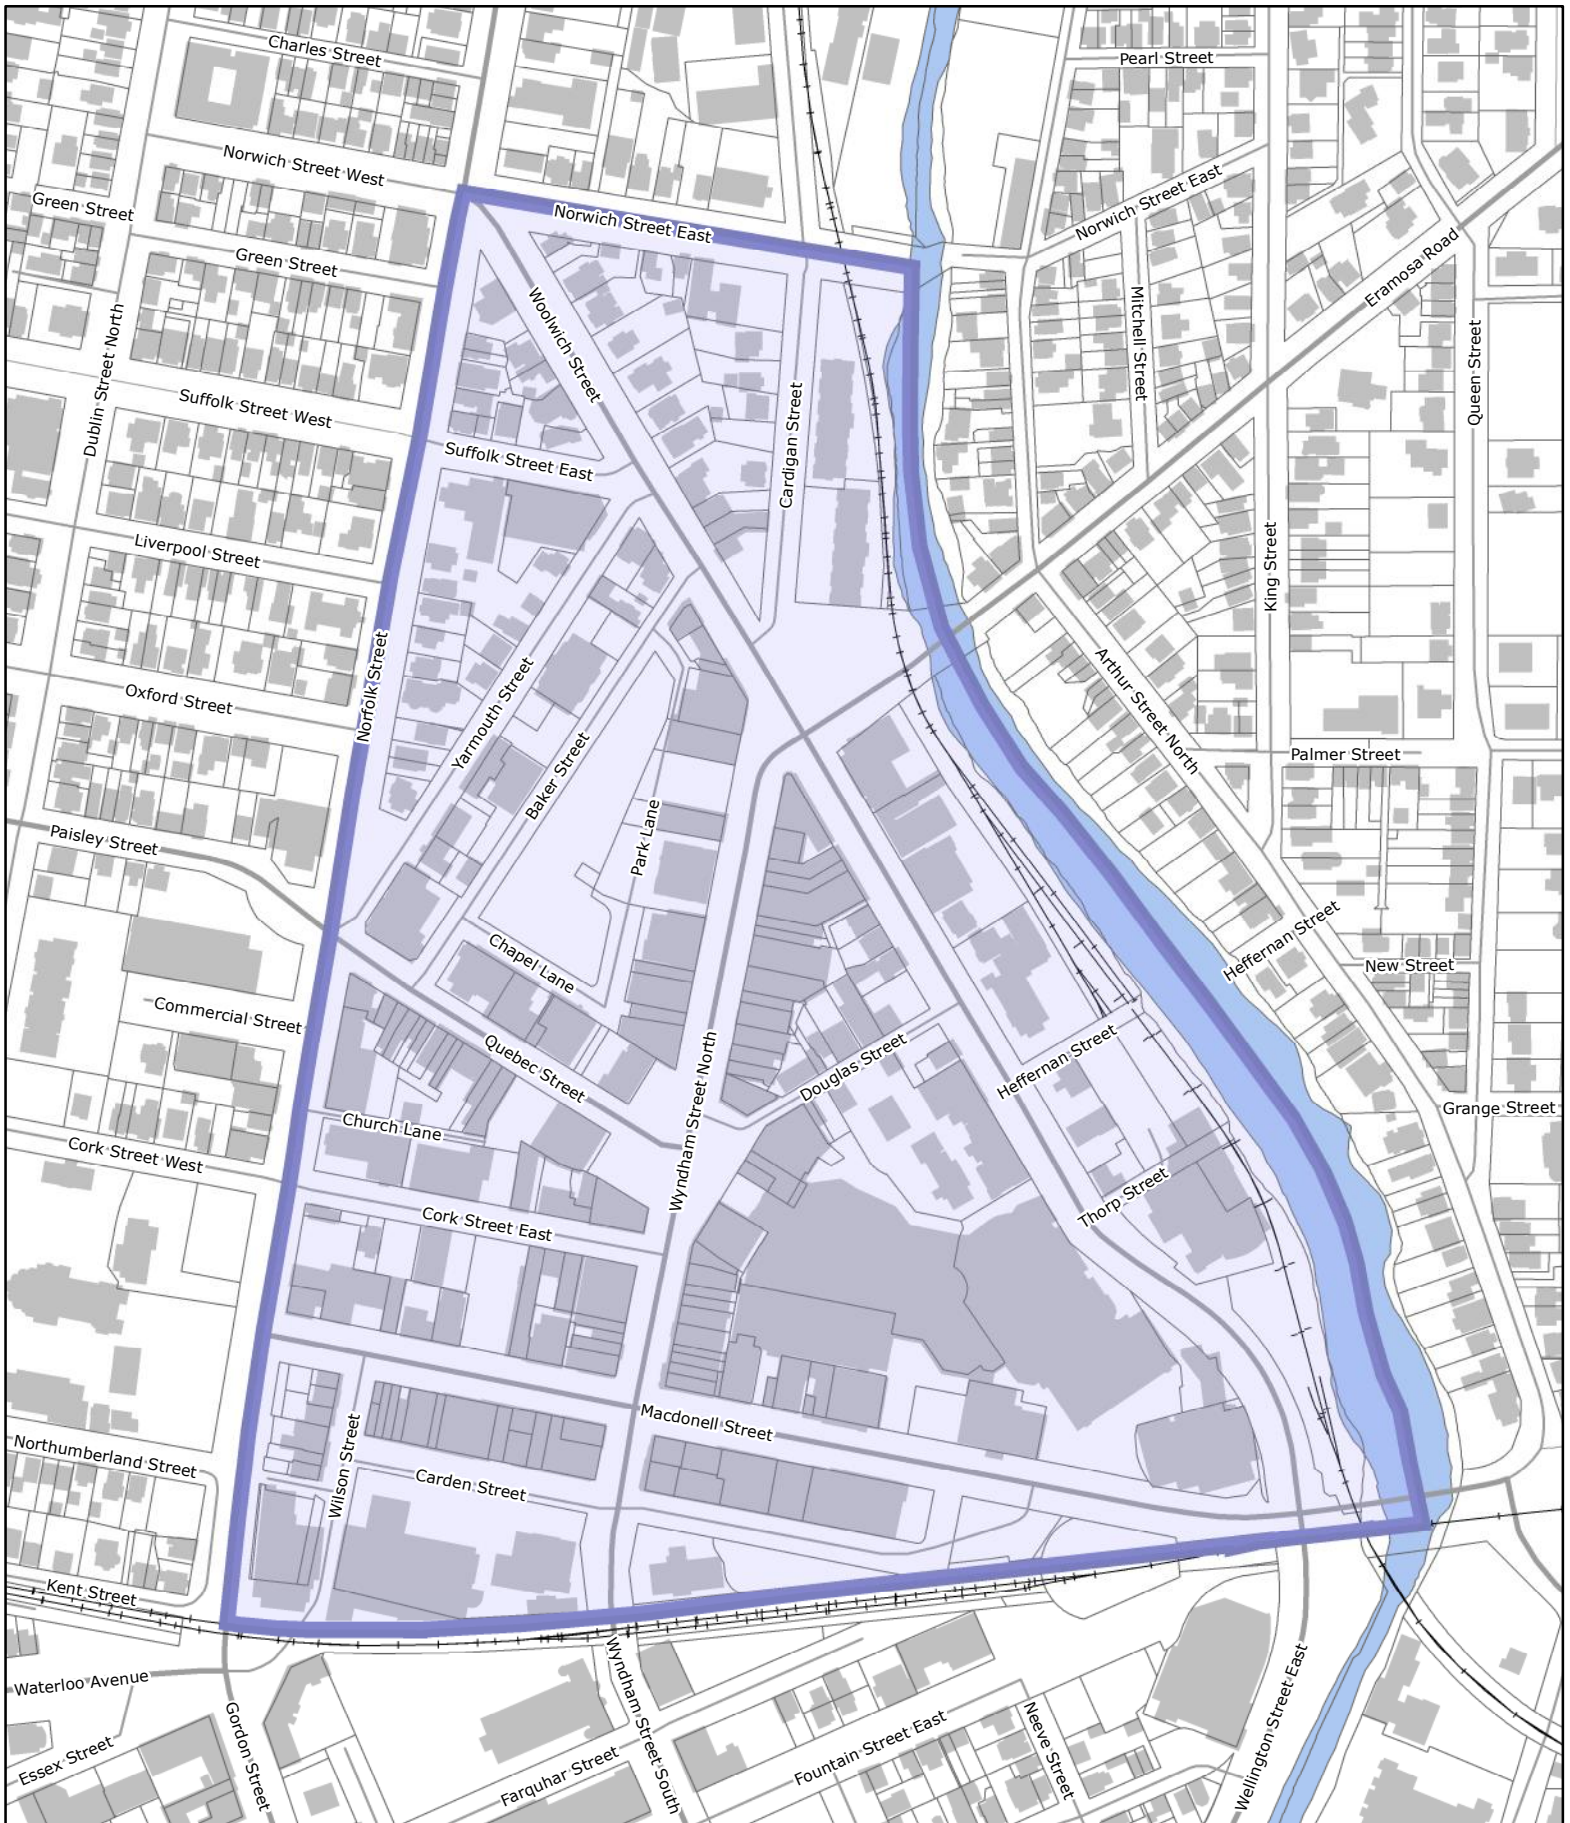 Charles Street
Pearl Street
Norwich Street West
Green Street
Norwich Street East
Norwich Street East
Green Street
Eramosa Road
Woolwich Street
Mitchell Street
Dublin Street North
Queen Street
Suffolk Street West
Cardigan Street
Suffolk Street East
Liverpool Street
King Street
Norfolk Street
Oxford Street
Yarmouth Street
Arthur Street North
Palmer Street
Baker Street
Paisley Street
Park Lane
Chapel Lane
Heffernan Street
New Street
Commercial Street
Quebec Street
Douglas Street
Heffernan Street
Grange Street
Church Lane
Wyndham Street North
Cork Street West
Thorp Street
Cork Street East
Macdonell Street
Northumberland Street
Wilson Street
Carden Street
Kent Street
Waterloo Avenue
Wyndham Street South
Wellington Street East
Gordon Street
Essex Street
Farquhar Street
Fountain Street East
Neeve Street